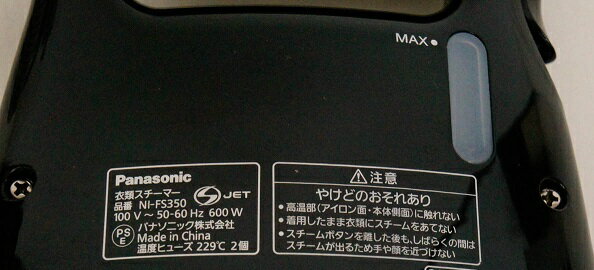 MAX●
Panasonic
衣類スチーマー
品番 NI-FS350
JET
100 V ～ 50-60 Hz 600 W
PS E
パナソニック株式会社
Made in China
温度ヒューズ 229℃ 2個
⚠注意
やけどのおそれあり
●高温部(アイロン面・本体側面)に触れない
●着用したまま衣類にスチームをあてない
●スチームボタンを離した後も、しばらくの間は
スチームが出るため手や顔を近づけない